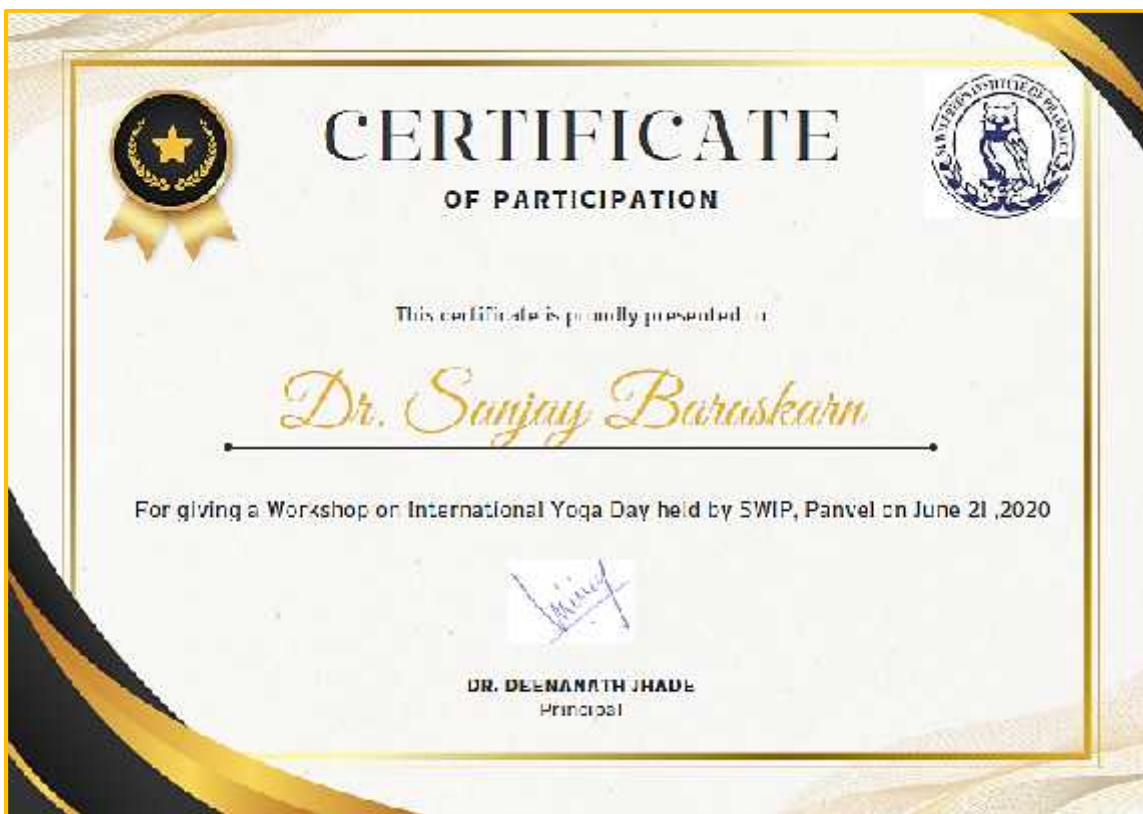 CERTIFICATE
OF PARTICIPATION
This certificate is proudly presented to
Dr. Sanjay Baraskarn
For giving a Workshop on International Yoga Day held by SWIP, Panvel on June 21 ,2020
DR. DEENANATH JHADE
Principal